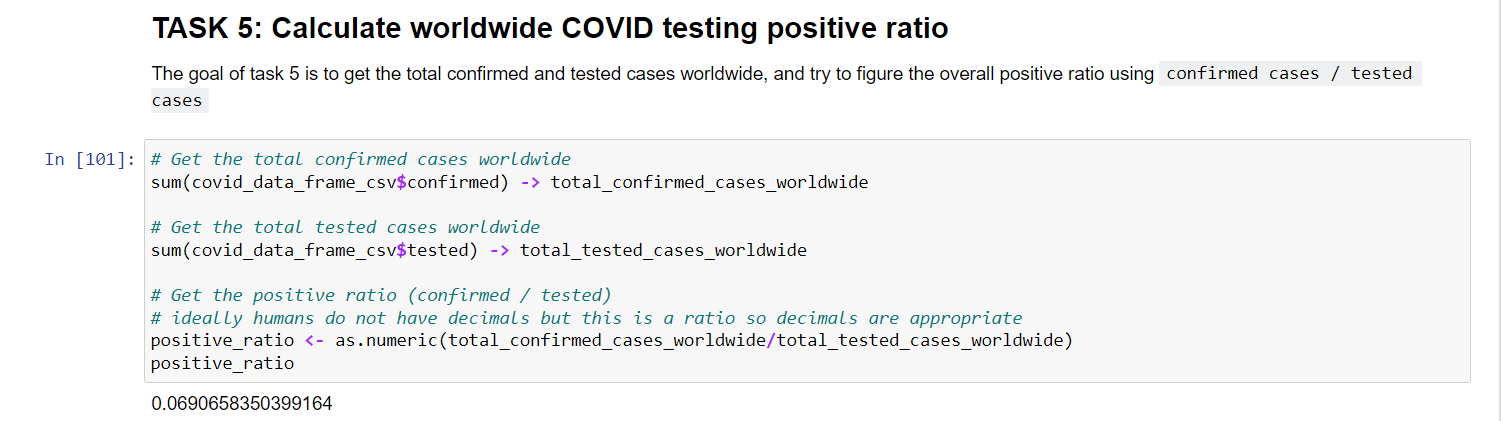 TASK 5: Calculate worldwide COVID testing positive ratio
The goal of task 5 is to get the total confirmed and tested cases worldwide, and try to figure the overall positive ratio using confirmed cases / tested
cases
In [101]: # Get the total confirmed cases worldwide
sum(covid_data_frame_csv$confirmed) -> total_confirmed_cases_worldwide
# Get the total tested cases worldwide
sum(covid_data_frame_csv$tested) -> total_tested_cases_worldwide
# Get the positive ratio (confirmed / tested)
# ideally humans do not have decimals but this is a ratio so decimals are appropriate
positive_ratio <- as.numeric(total_confirmed_cases_worldwide/total_tested_cases_worldwide)
positive_ratio
0.0690658350399164